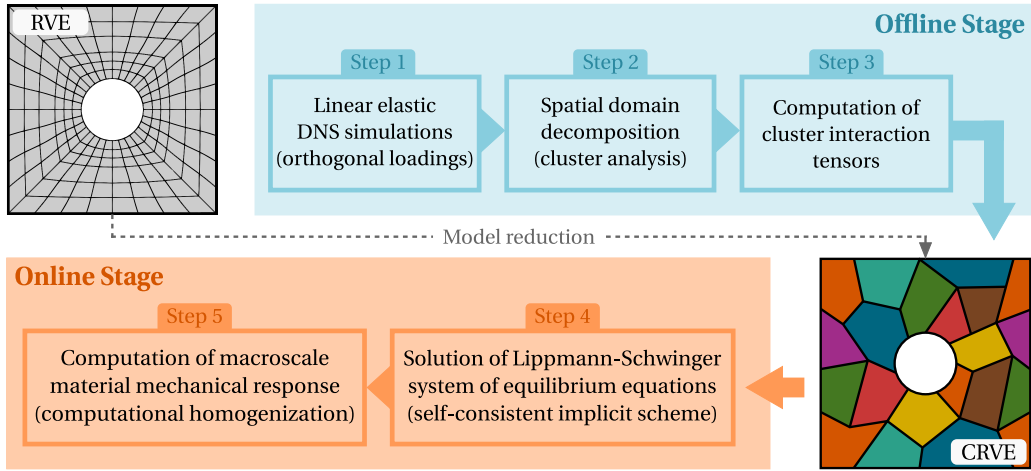 RVE
Offline Stage
Step 1
Linear elastic
DNS simulations
(orthogonal loadings)
Step 2
Spatial domain
decomposition
(cluster analysis)
Step 3
Computation of
cluster interaction
tensors
Model reduction
Online Stage
Step 5
Computation of macroscale
material mechanical response
(computational homogenization)
Step 4
Solution of Lippmann-Schwinger
system of equilibrium equations
(self-consistent implicit scheme)
CRVE